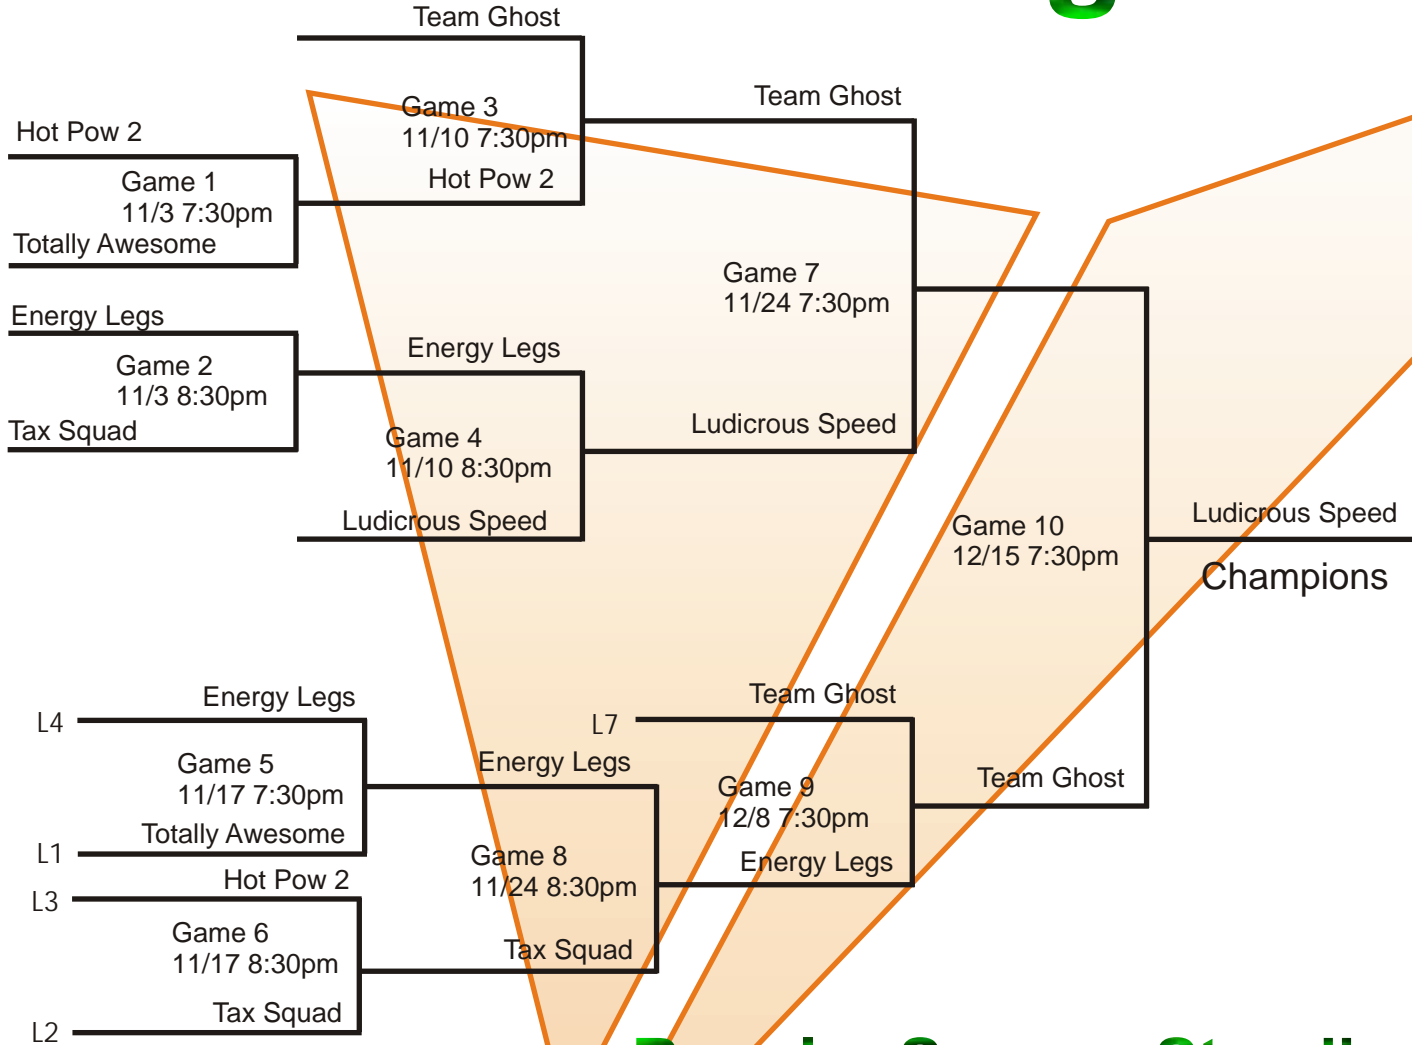 Team Ghost
Game 3
11/10 7:30pm
Team Ghost
Hot Pow 2
Game 1
11/3 7:30pm
Hot Pow 2
Totally Awesome
Game 7
11/24 7:30pm
Energy Legs
Game 2
11/3 8:30pm
Energy Legs
Tax Squad
Game 4
11/10 8:30pm
Ludicrous Speed
Ludicrous Speed
Game 10
12/15 7:30pm
Ludicrous Speed
Champions
Energy Legs
L4
Game 5
11/17 7:30pm
Totally Awesome
L1
Team Ghost
L7
Energy Legs
Game 9
12/8 7:30pm
Team Ghost
Game 8
11/24 8:30pm
Energy Legs
Hot Pow 2
L3
Game 6
11/17 8:30pm
Tax Squad
Tax Squad
L2